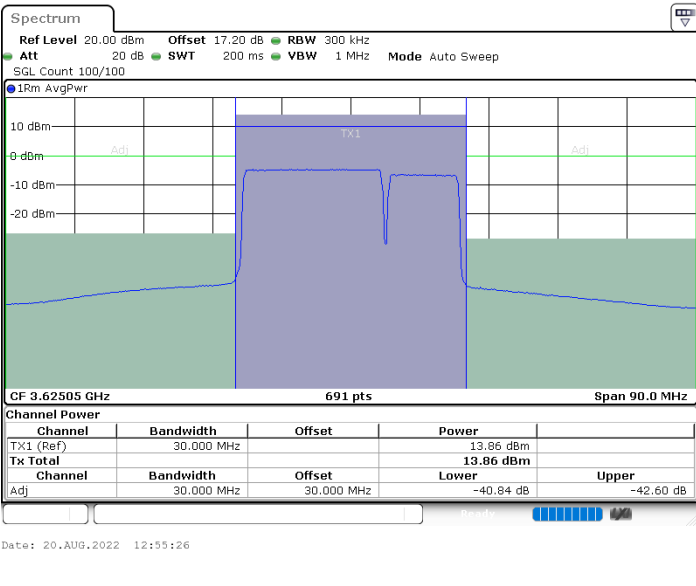 Spectrum
Ref Level 20.00 dBm Offset 17.20 dB RBW 300 kHz
Att 20 dB SWT 200 ms VBW 1 MHz Mode Auto Sweep
SGL Count 100/100
1Rm AvgPwr
10 dBm
TX1
Adj
Adj
0 dBm
-10 dBm
-20 dBm
CF 3.62505 GHz 691 pts Span 90.0 MHz
Channel Power
Channel Bandwidth Offset Power
TX1 (Ref) 30.000 MHz 13.86 dBm
Tx Total 13.86 dBm
Channel Bandwidth Offset Lower Upper
Adj 30.000 MHz 30.000 MHz -40.84 dB -42.60 dB
Ready
Date: 20.AUG.2022 12:55:26